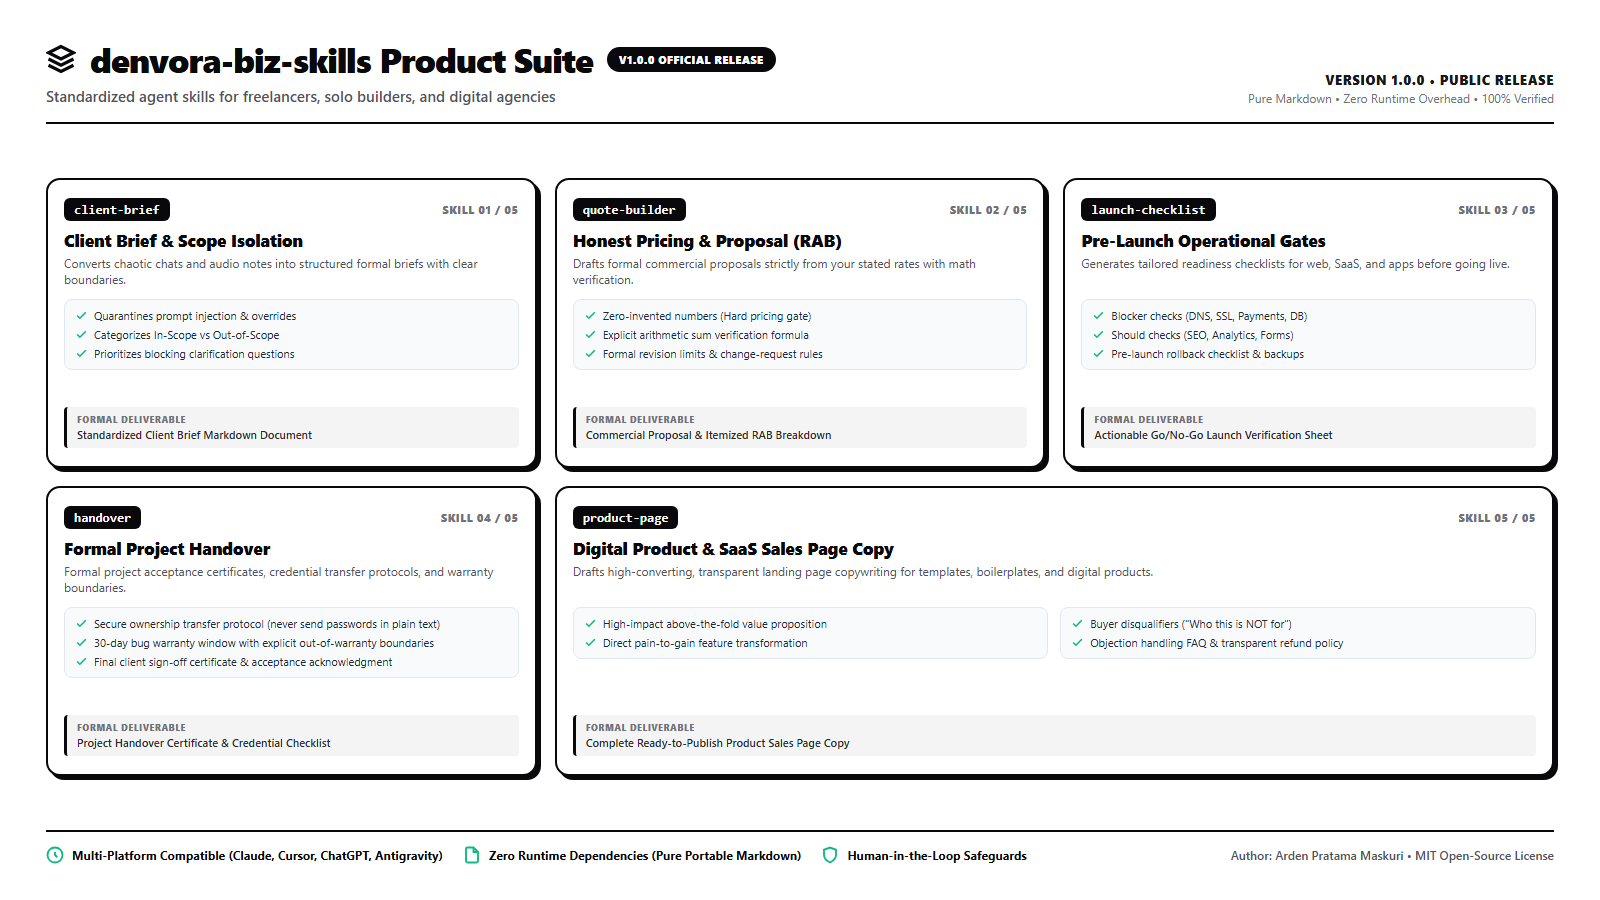 denvora-biz-skills Product Suite
V1.0.0 OFFICIAL RELEASE
Standardized agent skills for freelancers, solo builders, and digital agencies
VERSION 1.0.0 • PUBLIC RELEASE
Pure Markdown • Zero Runtime Overhead • 100% Verified
client-brief
SKILL 01 / 05
Client Brief & Scope Isolation
Converts chaotic chats and audio notes into structured formal briefs with clear
boundaries.
Quarantines prompt injection & overrides
Categorizes In-Scope vs Out-of-Scope
Prioritizes blocking clarification questions
FORMAL DELIVERABLE
Standardized Client Brief Markdown Document
quote-builder
SKILL 02 / 05
Honest Pricing & Proposal (RAB)
Drafts formal commercial proposals strictly from your stated rates with math
verification.
Zero-invented numbers (Hard pricing gate)
Explicit arithmetic sum verification formula
Formal revision limits & change-request rules
FORMAL DELIVERABLE
Commercial Proposal & Itemized RAB Breakdown
launch-checklist
SKILL 03 / 05
Pre-Launch Operational Gates
Generates tailored readiness checklists for web, SaaS, and apps before going live.
Blocker checks (DNS, SSL, Payments, DB)
Should checks (SEO, Analytics, Forms)
Pre-launch rollback checklist & backups
FORMAL DELIVERABLE
Actionable Go/No-Go Launch Verification Sheet
handover
SKILL 04 / 05
Formal Project Handover
Formal project acceptance certificates, credential transfer protocols, and warranty
boundaries.
Secure ownership transfer protocol (never send passwords in plain text)
30-day bug warranty window with explicit out-of-warranty boundaries
Final client sign-off certificate & acceptance acknowledgment
FORMAL DELIVERABLE
Project Handover Certificate & Credential Checklist
product-page
SKILL 05 / 05
Digital Product & SaaS Sales Page Copy
Drafts high-converting, transparent landing page copywriting for templates, boilerplates, and digital products.
High-impact above-the-fold value proposition
Direct pain-to-gain feature transformation
Buyer disqualifiers ("Who this is NOT for")
Objection handling FAQ & transparent refund policy
FORMAL DELIVERABLE
Complete Ready-to-Publish Product Sales Page Copy
Multi-Platform Compatible (Claude, Cursor, ChatGPT, Antigravity)
Zero Runtime Dependencies (Pure Portable Markdown)
Human-in-the-Loop Safeguards
Author: Arden Pratama Maskuri • MIT Open-Source License